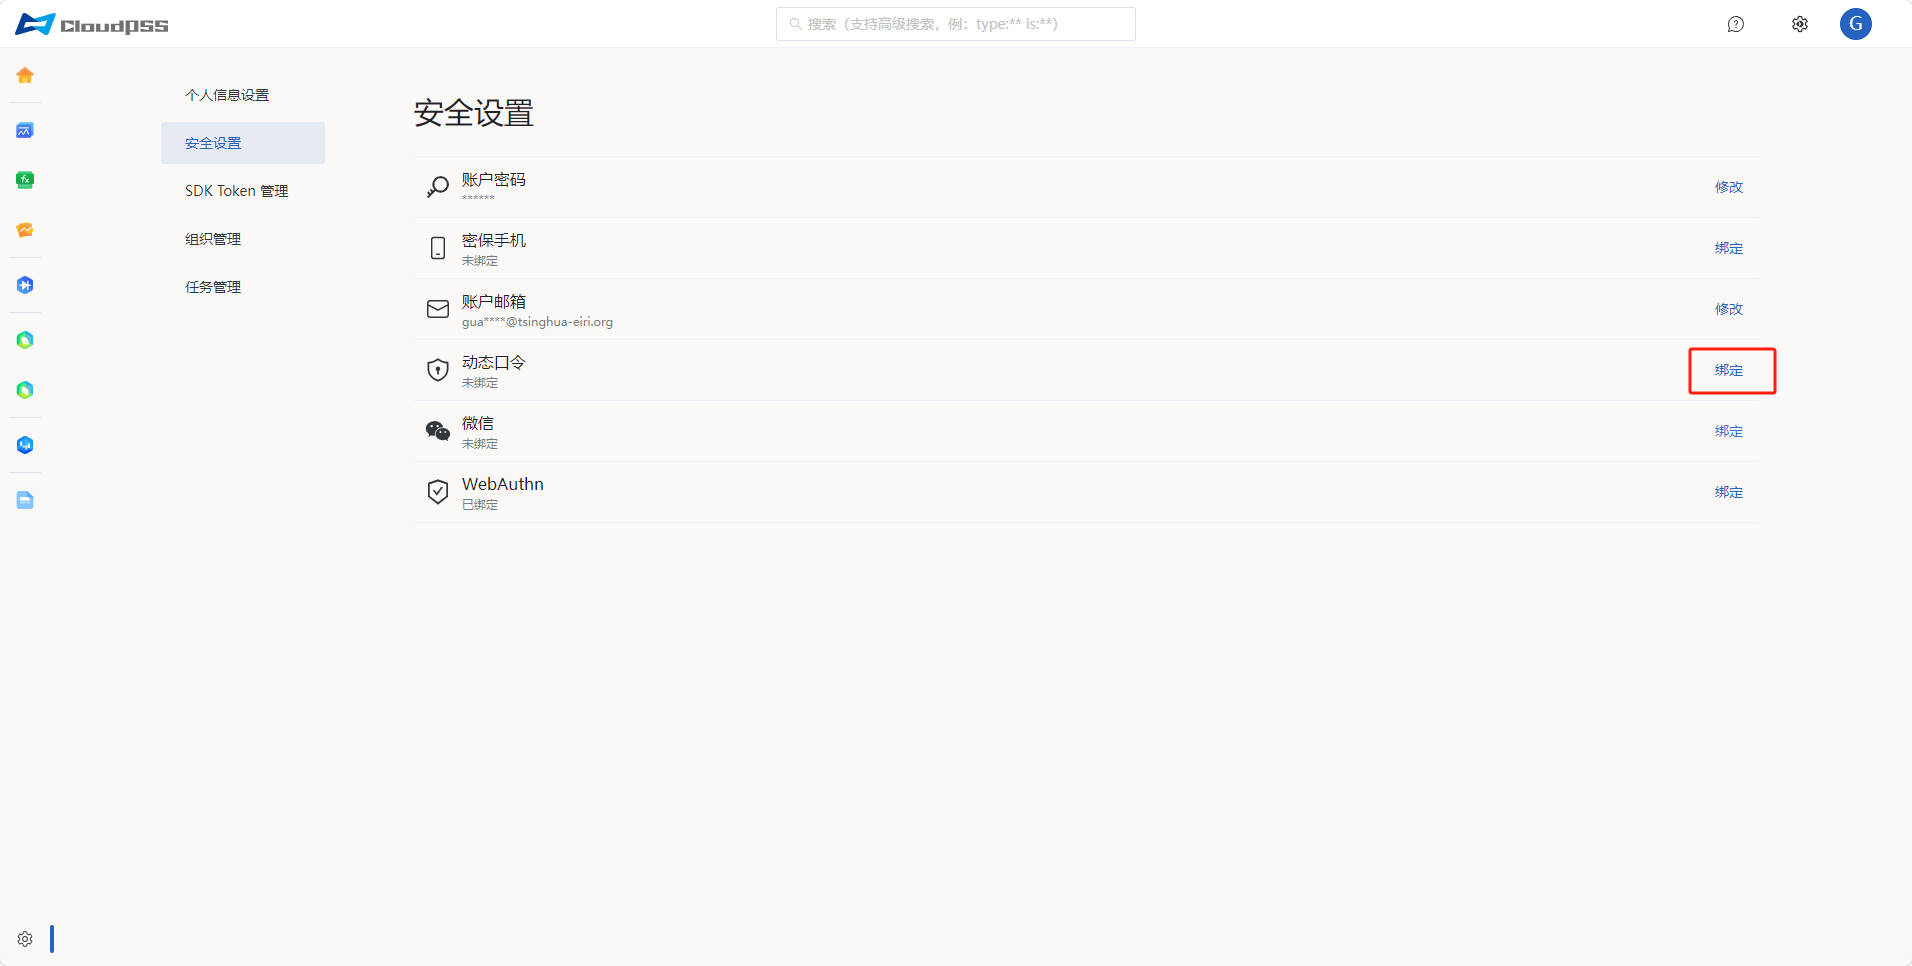 CloudPSS
搜索（支持高级搜索，例：type:** is:**）
G
个人信息设置
安全设置
SDK Token 管理
组织管理
任务管理
安全设置
账户密码
******
修改
密保手机
未绑定
绑定
账户邮箱
gua****@tsinghua-eiri.org
修改
动态口令
未绑定
绑定
微信
未绑定
绑定
WebAuthn
已绑定
绑定